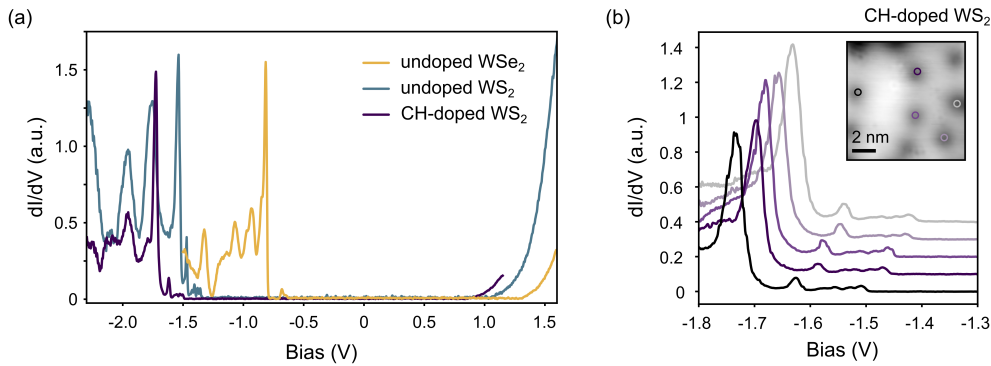 (a)
dI/dV (a.u.)
1.5
1.0
0.5
0
undoped WSe2
undoped WS2
CH-doped WS2
-2.0 -1.5 -1.0 -0.5 0 0.5 1.0 1.5
Bias (V)
(b)
CH-doped WS2
dI/dV (a.u.)
1.4
1.2
1.0
0.8
0.6
0.4
0.2
0
2 nm
-1.8 -1.7 -1.6 -1.5 -1.4 -1.3
Bias (V)